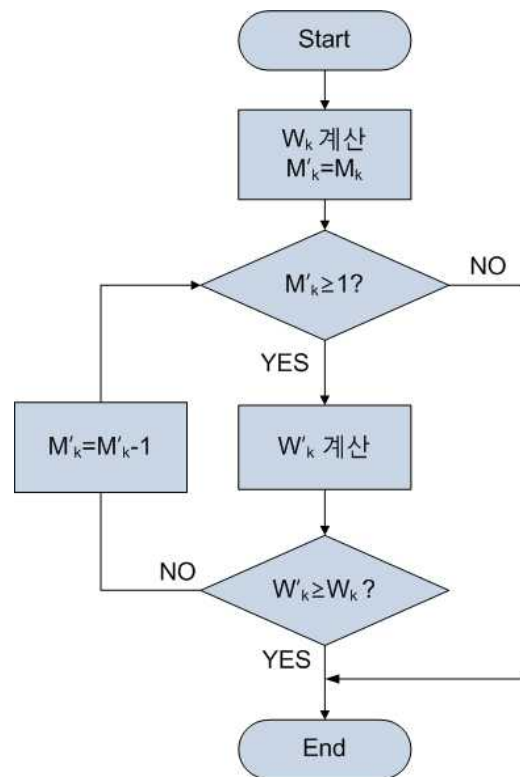 Start
Wₖ 계산
M'ₖ=Mₖ
M'ₖ≥1?
NO
YES
M'ₖ=M'ₖ-1
W'ₖ 계산
NO
W'ₖ≥Wₖ?
YES
End